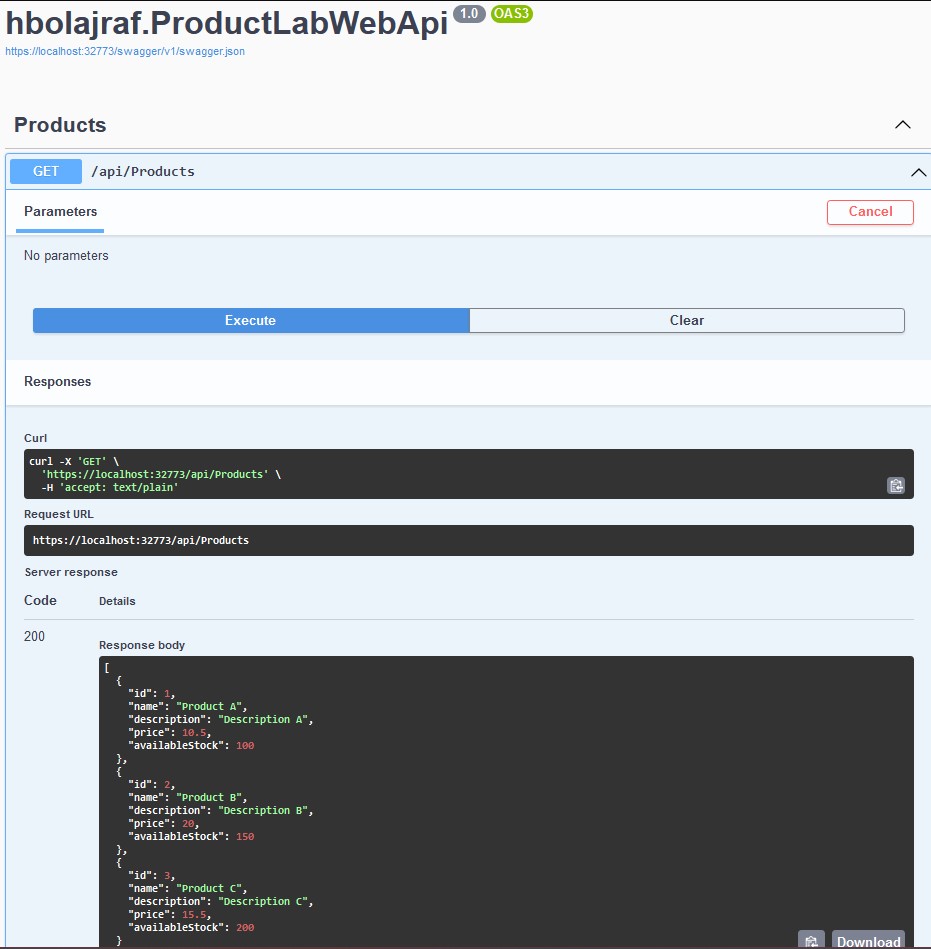 hbolajraf.ProductLabWebApi 1.0 OAS3
https://localhost:32773/swagger/v1/swagger.json
Products
GET /api/Products
Parameters Cancel
No parameters
Execute Clear
Responses
Curl
curl -X 'GET' \
  'https://localhost:32773/api/Products' \
  -H 'accept: text/plain'
Request URL
https://localhost:32773/api/Products
Server response
Code Details
200
Response body
[
  {
    "id": 1,
    "name": "Product A",
    "description": "Description A",
    "price": 10.5,
    "availableStock": 100
  },
  {
    "id": 2,
    "name": "Product B",
    "description": "Description B",
    "price": 20,
    "availableStock": 150
  },
  {
    "id": 3,
    "name": "Product C",
    "description": "Description C",
    "price": 15.5,
    "availableStock": 200
  }
Download